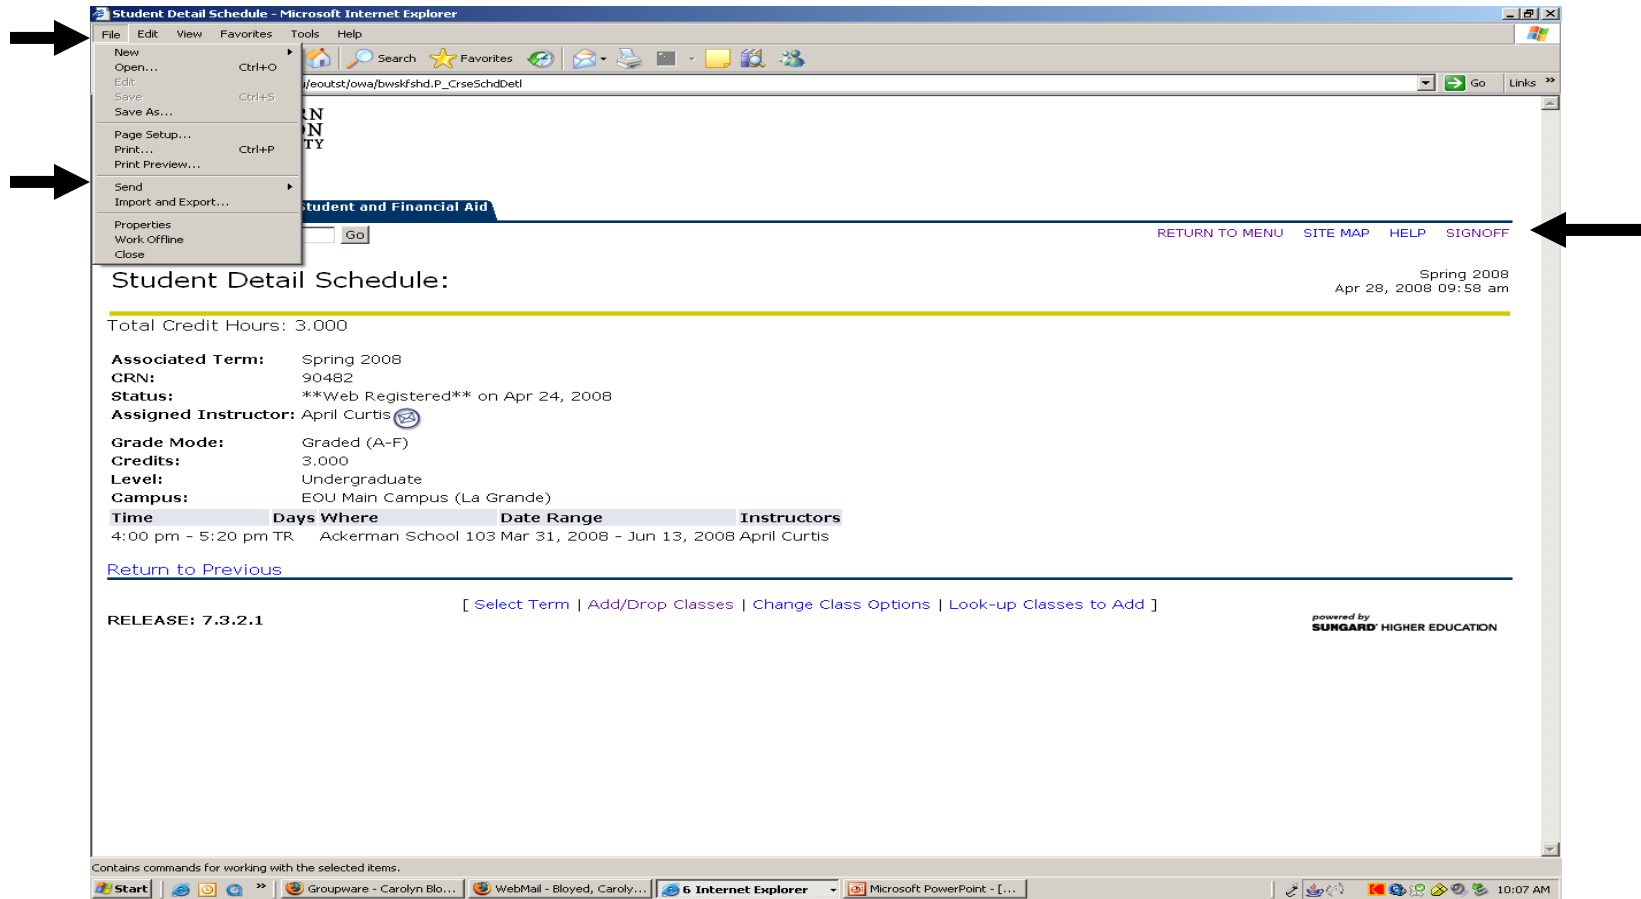 Student Detail Schedule - Microsoft Internet Explorer
File Edit View Favorites Tools Help
New
Open... Ctrl+O
Edit
Save Ctrl+S
Save As...
Page Setup...
Print... Ctrl+P
Print Preview...
Send
Import and Export...
Properties
Work Offline
Close
Search Favorites
/eoutst/owa/bwskfshd.P_CrseSchdDetl
Go Links »
RN
ON
TY
Student and Financial Aid
Go
RETURN TO MENU SITE MAP HELP SIGNOFF
Student Detail Schedule:
Spring 2008
Apr 28, 2008 09:58 am
Total Credit Hours: 3.000
Associated Term: Spring 2008
CRN: 90482
Status: **Web Registered** on Apr 24, 2008
Assigned Instructor: April Curtis
Grade Mode: Graded (A-F)
Credits: 3.000
Level: Undergraduate
Campus: EOU Main Campus (La Grande)
Time Days Where Date Range Instructors
4:00 pm - 5:20 pm TR Ackerman School 103 Mar 31, 2008 - Jun 13, 2008 April Curtis
Return to Previous
[ Select Term | Add/Drop Classes | Change Class Options | Look-up Classes to Add ]
RELEASE: 7.3.2.1
powered by
SUNGARD' HIGHER EDUCATION
Contains commands for working with the selected items.
Start » Groupware - Carolyn Blo... WebMail - Bloyed, Caroly... 6 Internet Explorer Microsoft PowerPoint - [... 10:07 AM